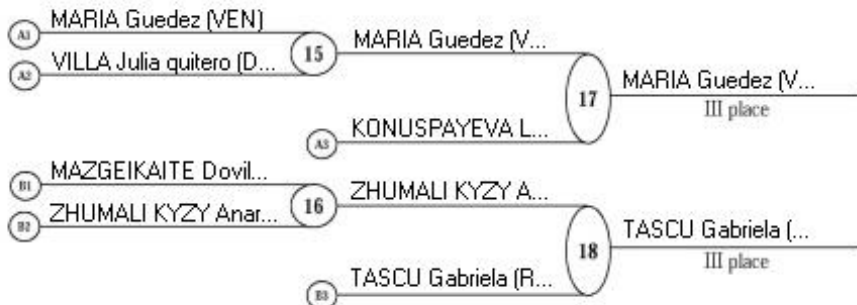 A1 MARIA Guedez (VEN)
A2 VILLA Julia quitero (D...
15
MARIA Guedez (V...
A3 KONUSPAYEVA L...
17
MARIA Guedez (V...
III place
B1 MAZGEIKAITE Dovil...
B2 ZHUMALI KYZY Anar...
16
ZHUMALI KYZY A...
B3 TASCU Gabriela (R...
18
TASCU Gabriela (...
III place